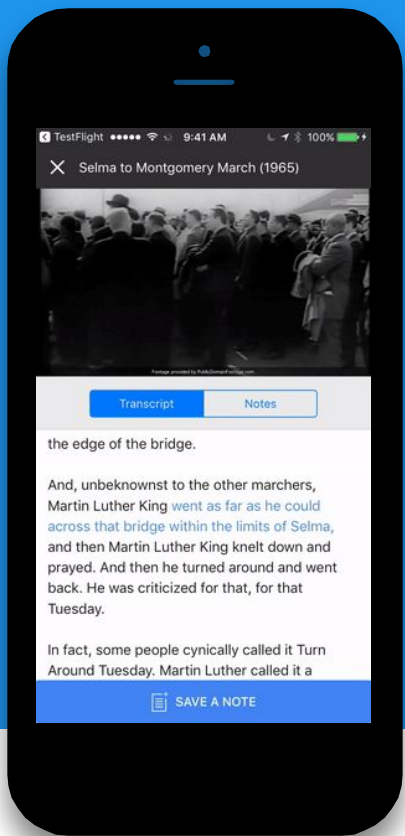 TestFlight 9:41 AM 100%
Selma to Montgomery March (1965)
Footage provided by PublicDomainFootage.com
Transcript Notes
the edge of the bridge.
And, unbeknownst to the other marchers,
Martin Luther King went as far as he could
across that bridge within the limits of Selma,
and then Martin Luther King knelt down and
prayed. And then he turned around and went
back. He was criticized for that, for that
Tuesday.
In fact, some people cynically called it Turn
Around Tuesday. Martin Luther called it a
SAVE A NOTE